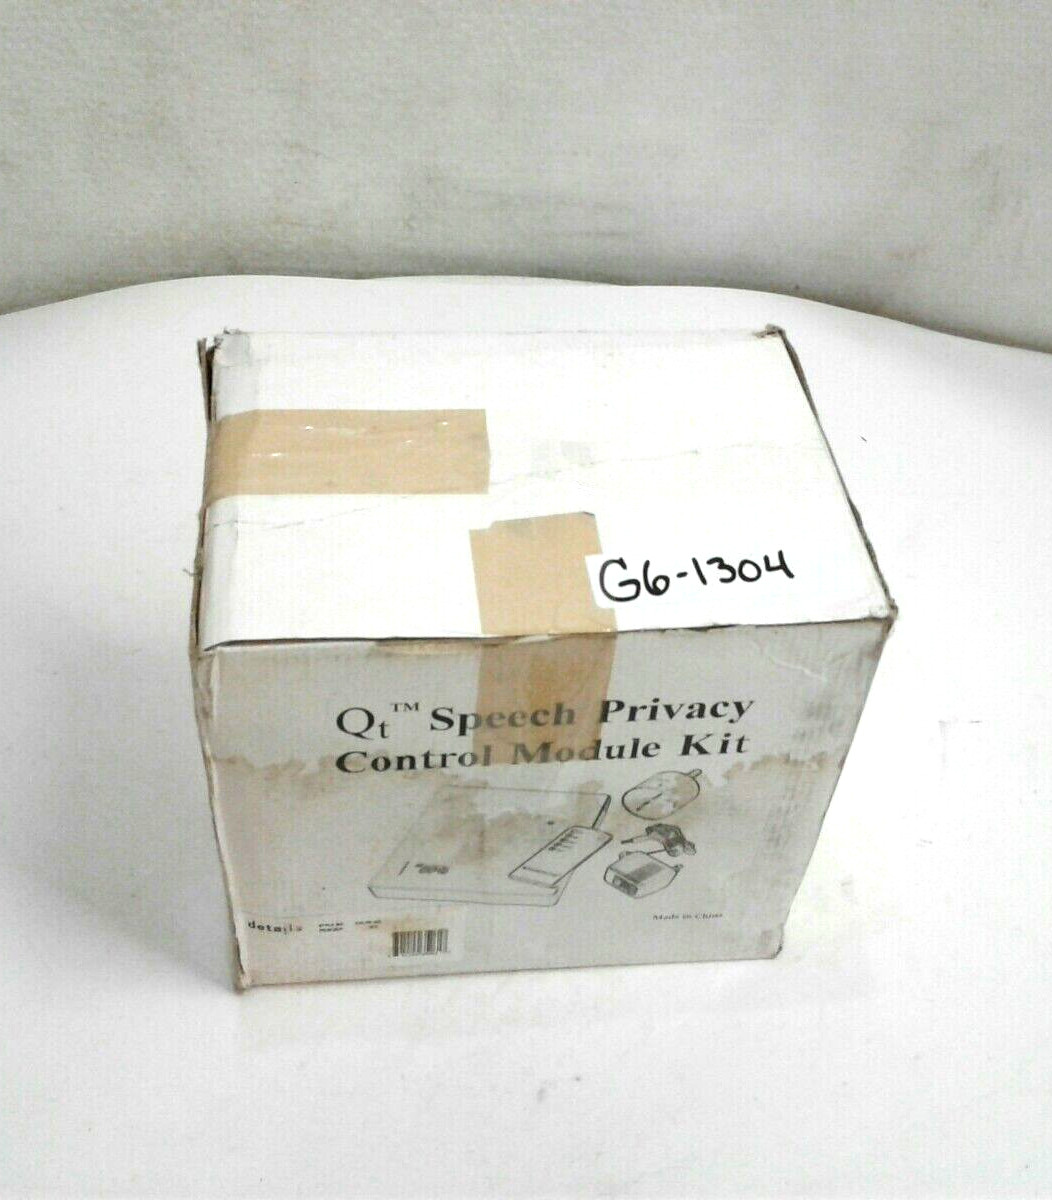 G6-1304
Qt™ Speech Privacy
Control Module Kit
Made in China
details